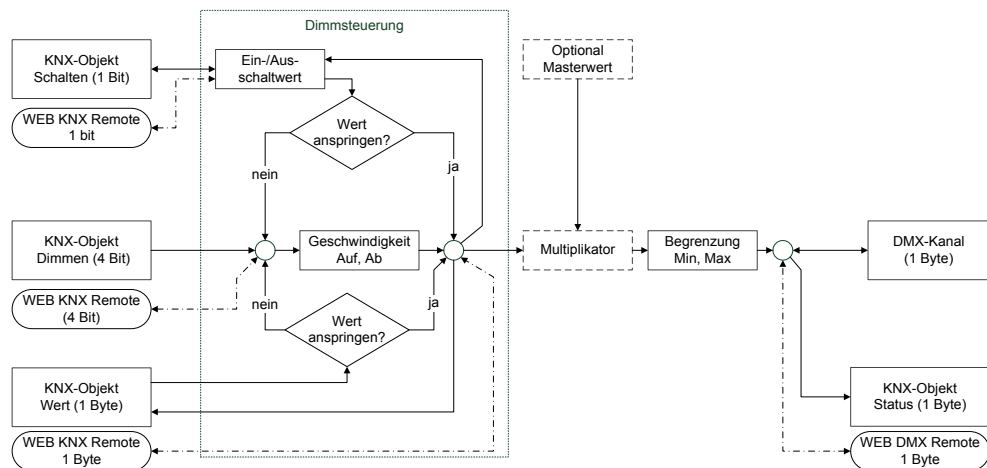 Dimmsteuerung
KNX-Objekt
Schalten (1 Bit)
Ein-/Aus-
schaltwert
Optional
Masterwert
WEB KNX Remote
1 bit
Wert
anspringen?
nein
ja
KNX-Objekt
Dimmen (4 Bit)
Geschwindigkeit
Auf, Ab
Multiplikator
Begrenzung
Min, Max
DMX-Kanal
(1 Byte)
WEB KNX Remote
(4 Bit)
nein
ja
Wert
anspringen?
KNX-Objekt
Wert (1 Byte)
KNX-Objekt
Status (1 Byte)
WEB KNX Remote
1 Byte
WEB DMX Remote
1 Byte